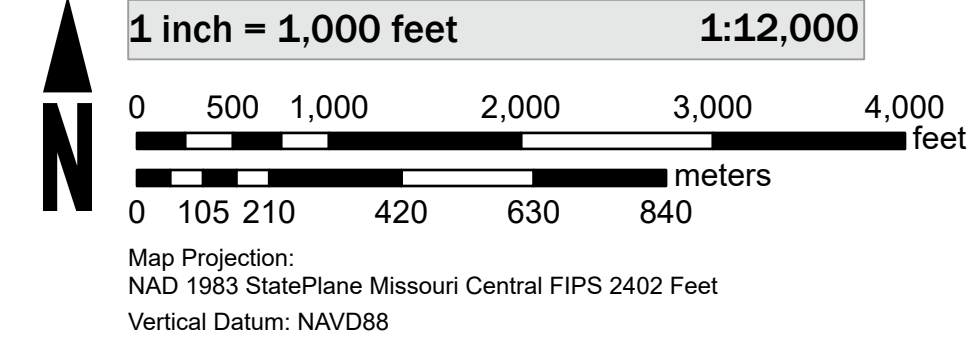 1 inch = 1,000 feet 1:12,000
0 500 1,000 2,000 3,000 4,000
feet
meters
0 105 210 420 630 840
N
Map Projection:
NAD 1983 StatePlane Missouri Central FIPS 2402 Feet
Vertical Datum: NAVD88